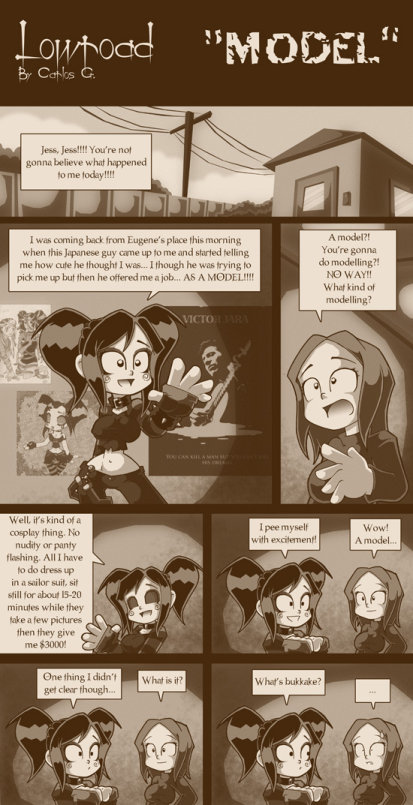 Lowroad
By Carlos G.
"MODEL"
Jess, Jess!!!! You're not
gonna believe what happened
to me today!!!!
I was coming back from Eugene's place this morning
when this Japanese guy came up to me and started telling
me how cute he thought I was... I though he was trying to
pick me up but then he offered me a job... AS A MODEL!!!!
VICTOR JARA
YOU CAN KILL A MAN BUT
A model?!
You're gonna
do modelling?!
NO WAY!!
What kind of
modelling?
Well, it's kind of a
cosplay thing. No
nudity or panty
flashing. All I have
to do dress up
in a sailor suit, sit
still for about 15-20
minutes while they
take a few pictures
then they give
me $3000!
I pee myself
with excitement!
Wow!
A model...
One thing I didn't
get clear though...
What is it?
What's bukkake?
...